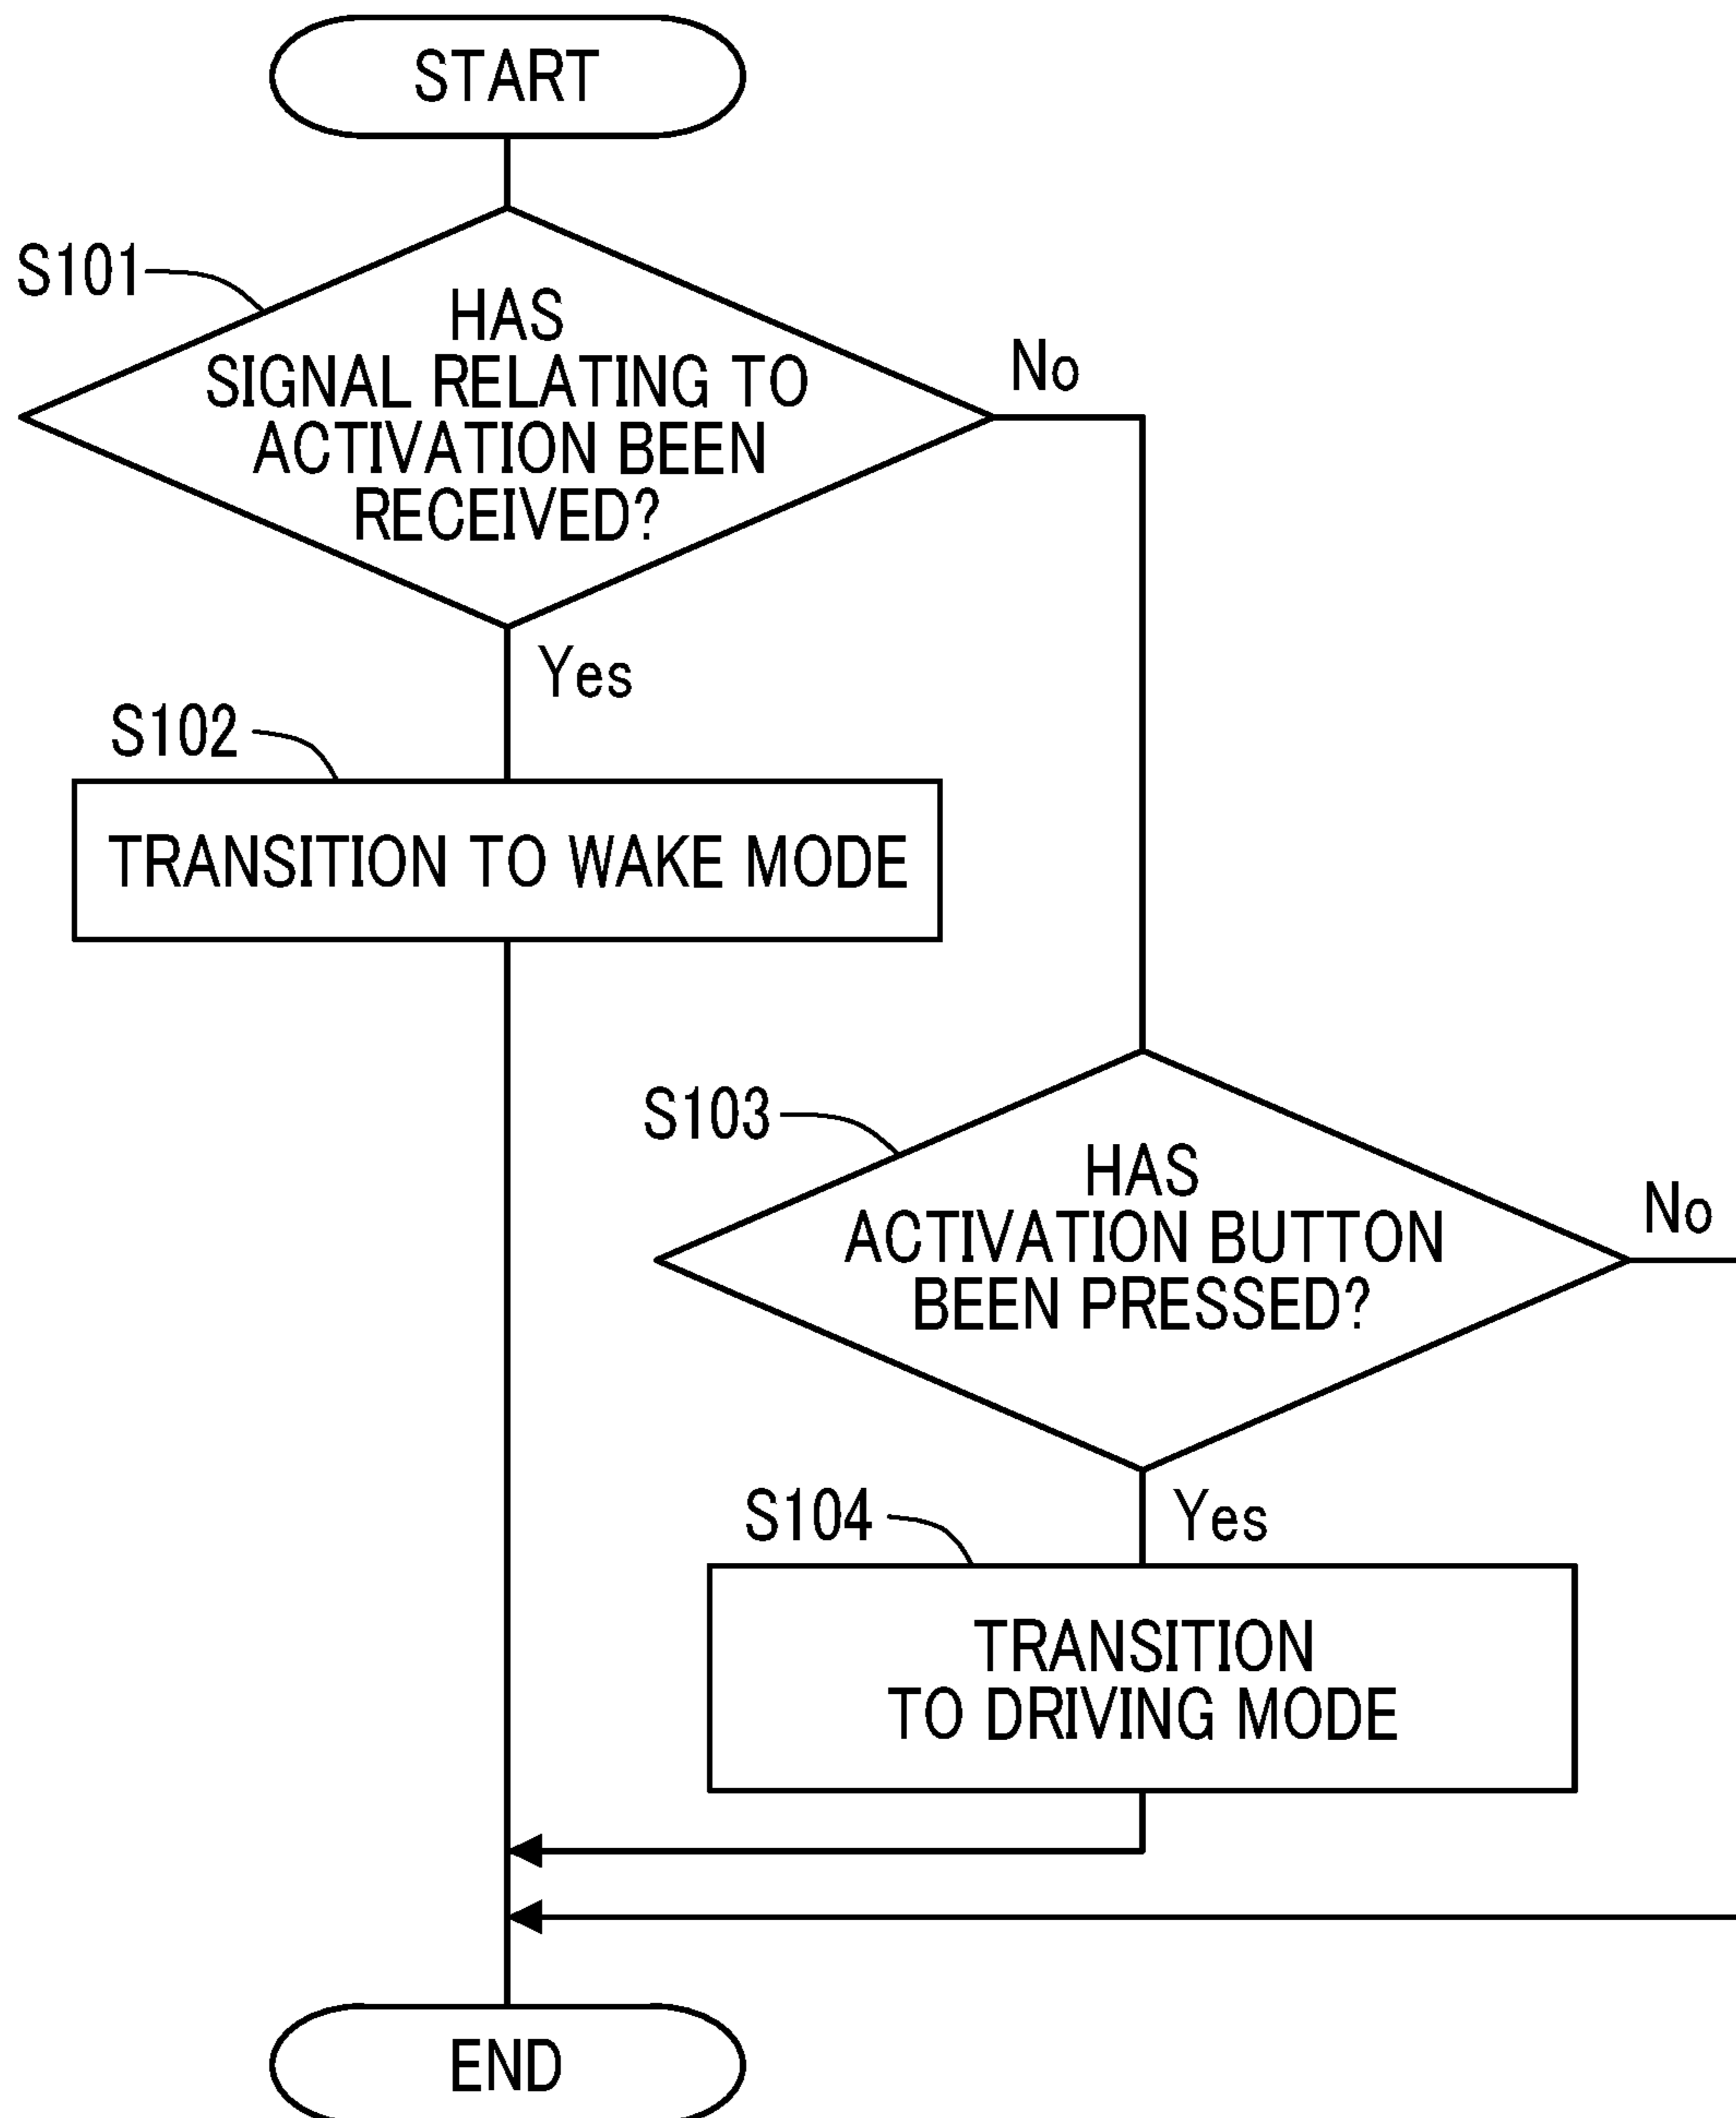 START
S101
HAS
SIGNAL RELATING TO
ACTIVATION BEEN
RECEIVED?
No
Yes
S102
TRANSITION TO WAKE MODE
S103
HAS
ACTIVATION BUTTON
BEEN PRESSED?
No
Yes
S104
TRANSITION
TO DRIVING MODE
END